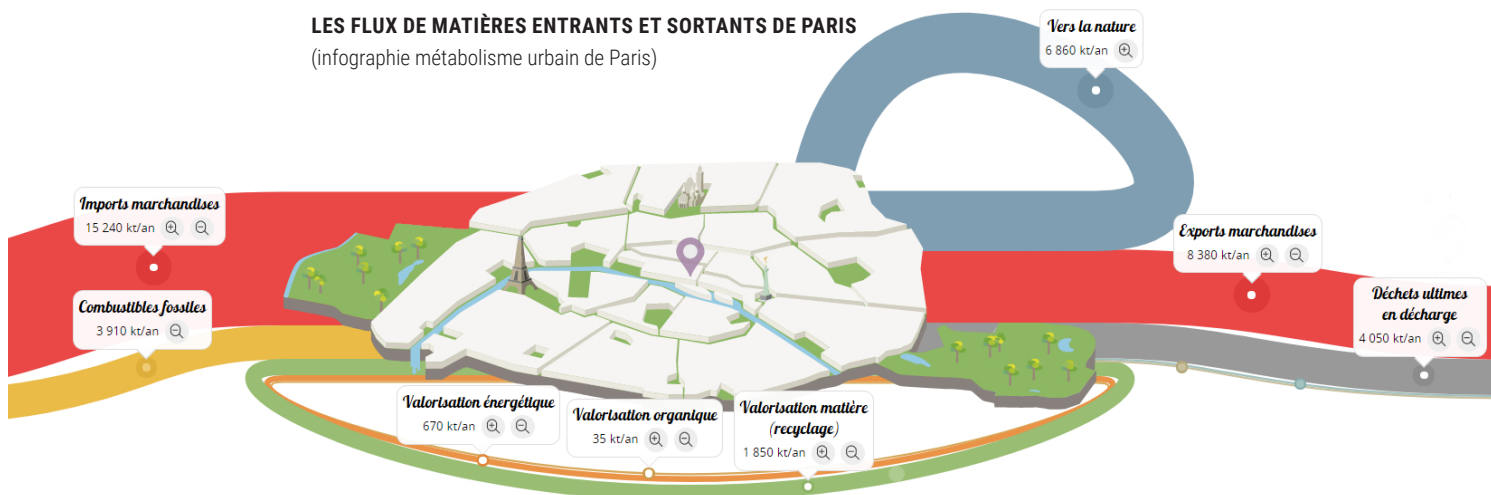 LES FLUX DE MATIÈRES ENTRANTS ET SORTANTS DE PARIS
(infographie métabolisme urbain de Paris)
Vers la nature
6 860 kt/an
Imports marchandises
15 240 kt/an
Exports marchandises
8 380 kt/an
Combustibles fossiles
3 910 kt/an
Déchets ultimes
en décharge
4 050 kt/an
Valorisation énergétique
670 kt/an
Valorisation organique
35 kt/an
Valorisation matière
(recyclage)
1 850 kt/an